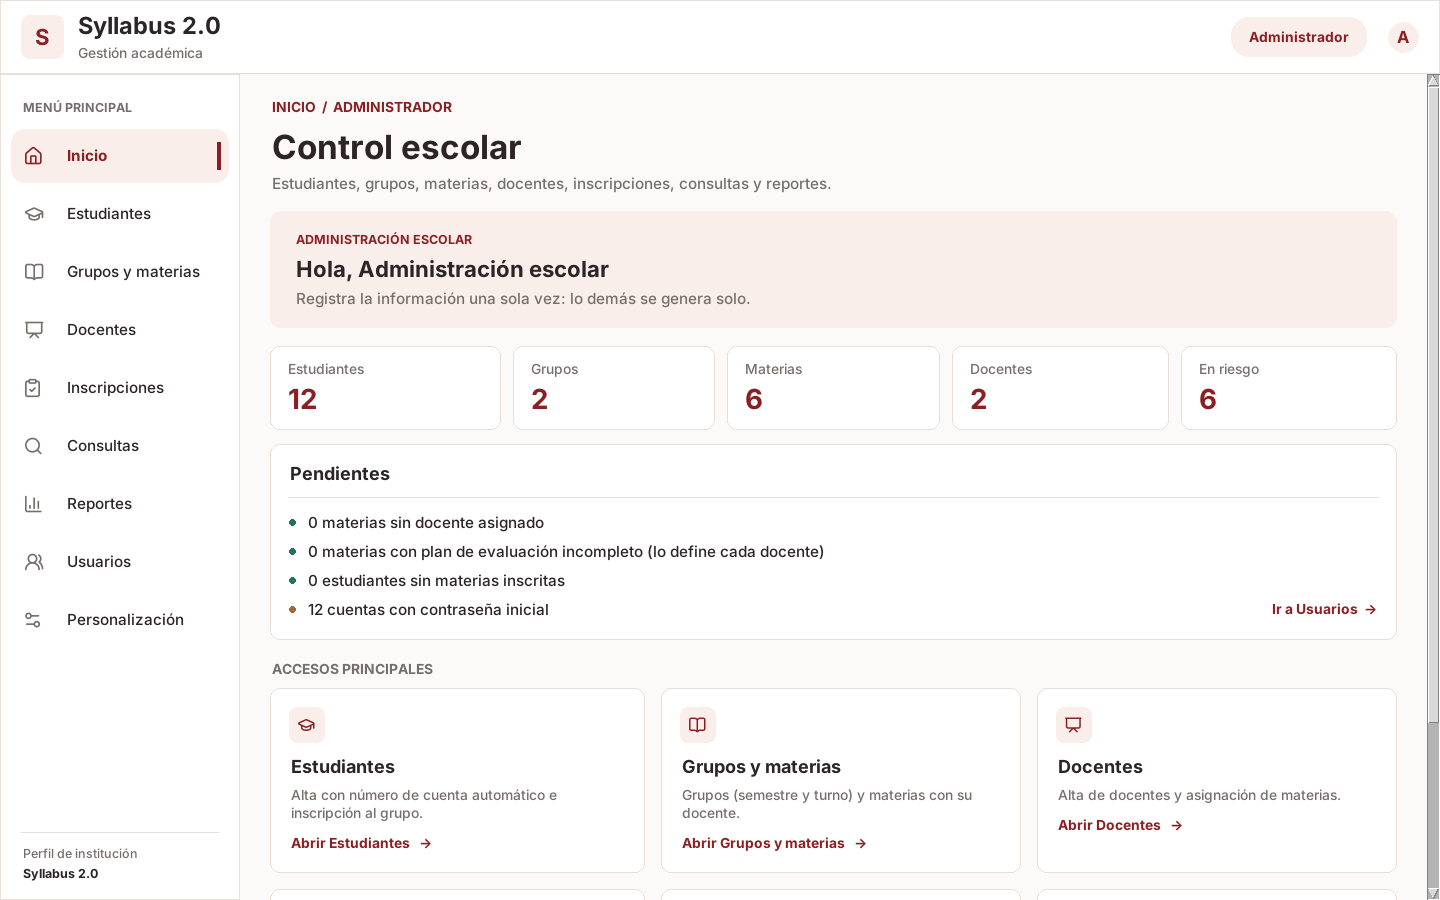 S
Syllabus 2.0
Gestión académica
Administrador
A
MENÚ PRINCIPAL
Inicio
Estudiantes
Grupos y materias
Docentes
Inscripciones
Consultas
Reportes
Usuarios
Personalización
Perfil de institución
Syllabus 2.0
INICIO / ADMINISTRADOR
Control escolar
Estudiantes, grupos, materias, docentes, inscripciones, consultas y reportes.
ADMINISTRACIÓN ESCOLAR
Hola, Administración escolar
Registra la información una sola vez: lo demás se genera solo.
Estudiantes
12
Grupos
2
Materias
6
Docentes
2
En riesgo
6
Pendientes
0 materias sin docente asignado
0 materias con plan de evaluación incompleto (lo define cada docente)
0 estudiantes sin materias inscritas
12 cuentas con contraseña inicial
Ir a Usuarios →
ACCESOS PRINCIPALES
Estudiantes
Alta con número de cuenta automático e
inscripción al grupo.
Abrir Estudiantes →
Grupos y materias
Grupos (semestre y turno) y materias con su
docente.
Abrir Grupos y materias →
Docentes
Alta de docentes y asignación de materias.
Abrir Docentes →